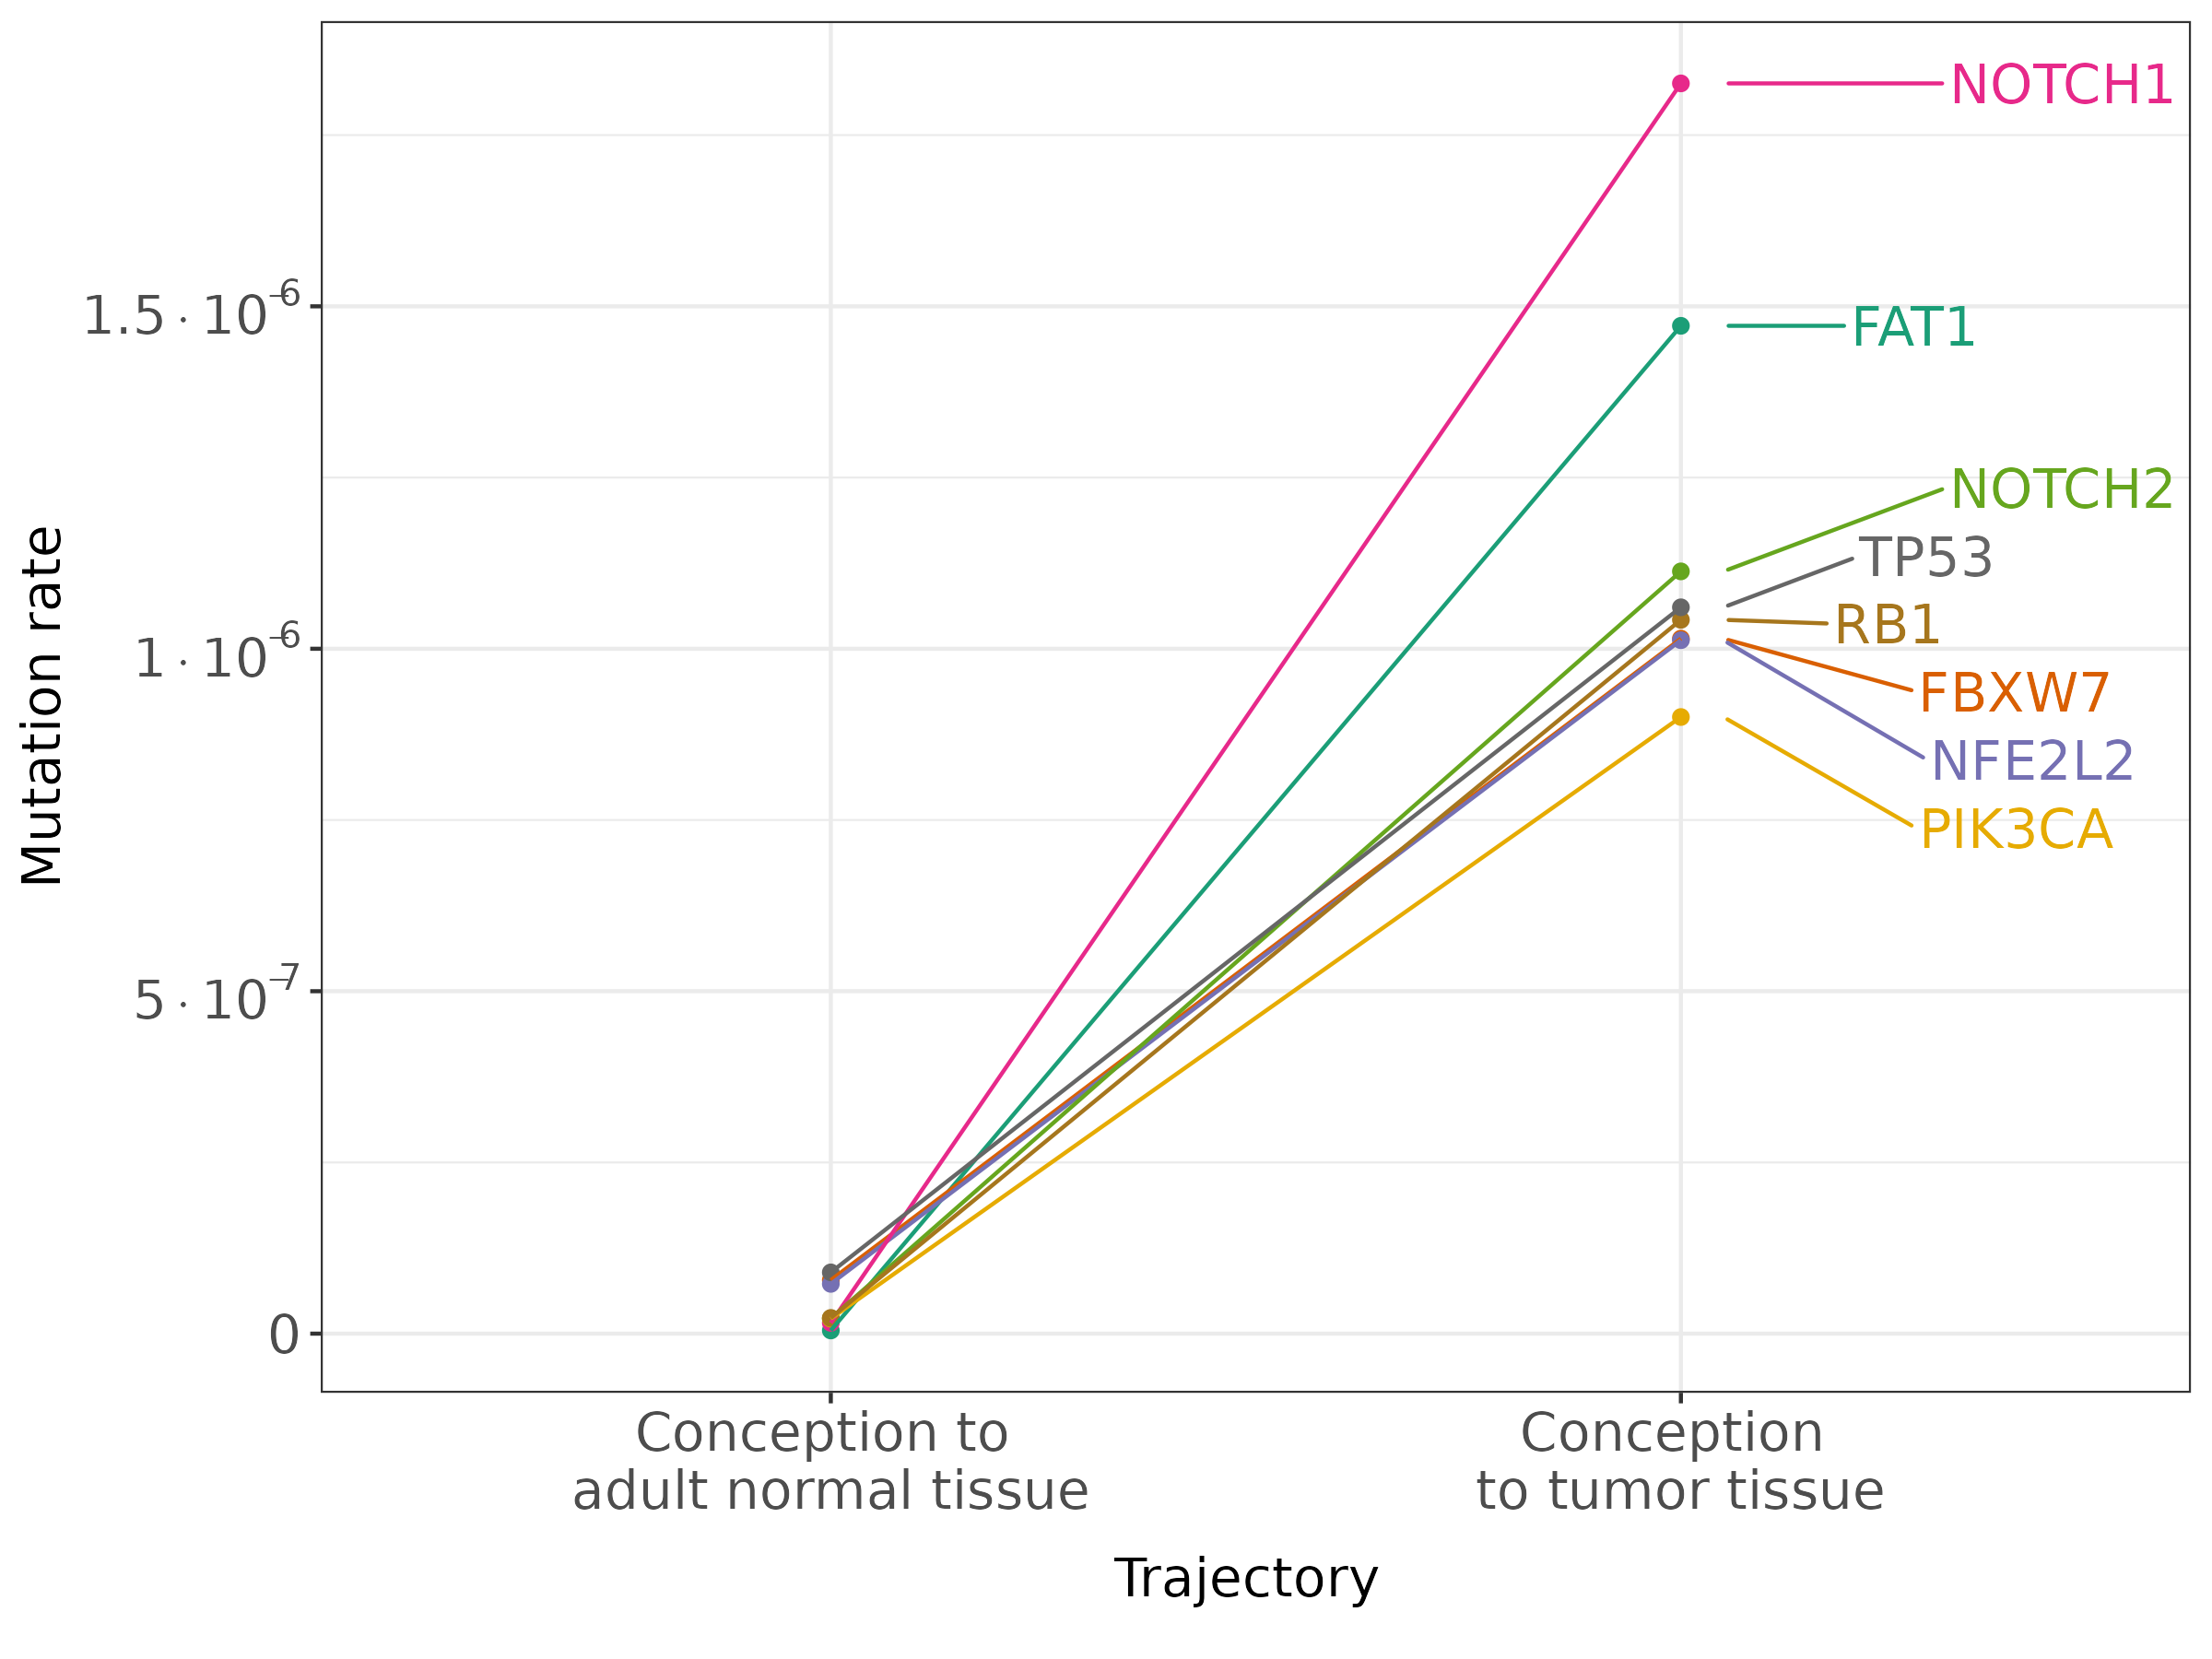 NOTCH1
1.5 · 10⁻⁶
FAT1
NOTCH2
TP53
RB1
1 · 10⁻⁶
FBXW7
NFE2L2
PIK3CA
5 · 10⁻⁷
0
Mutation rate
Conception to
adult normal tissue
Conception
to tumor tissue
Trajectory